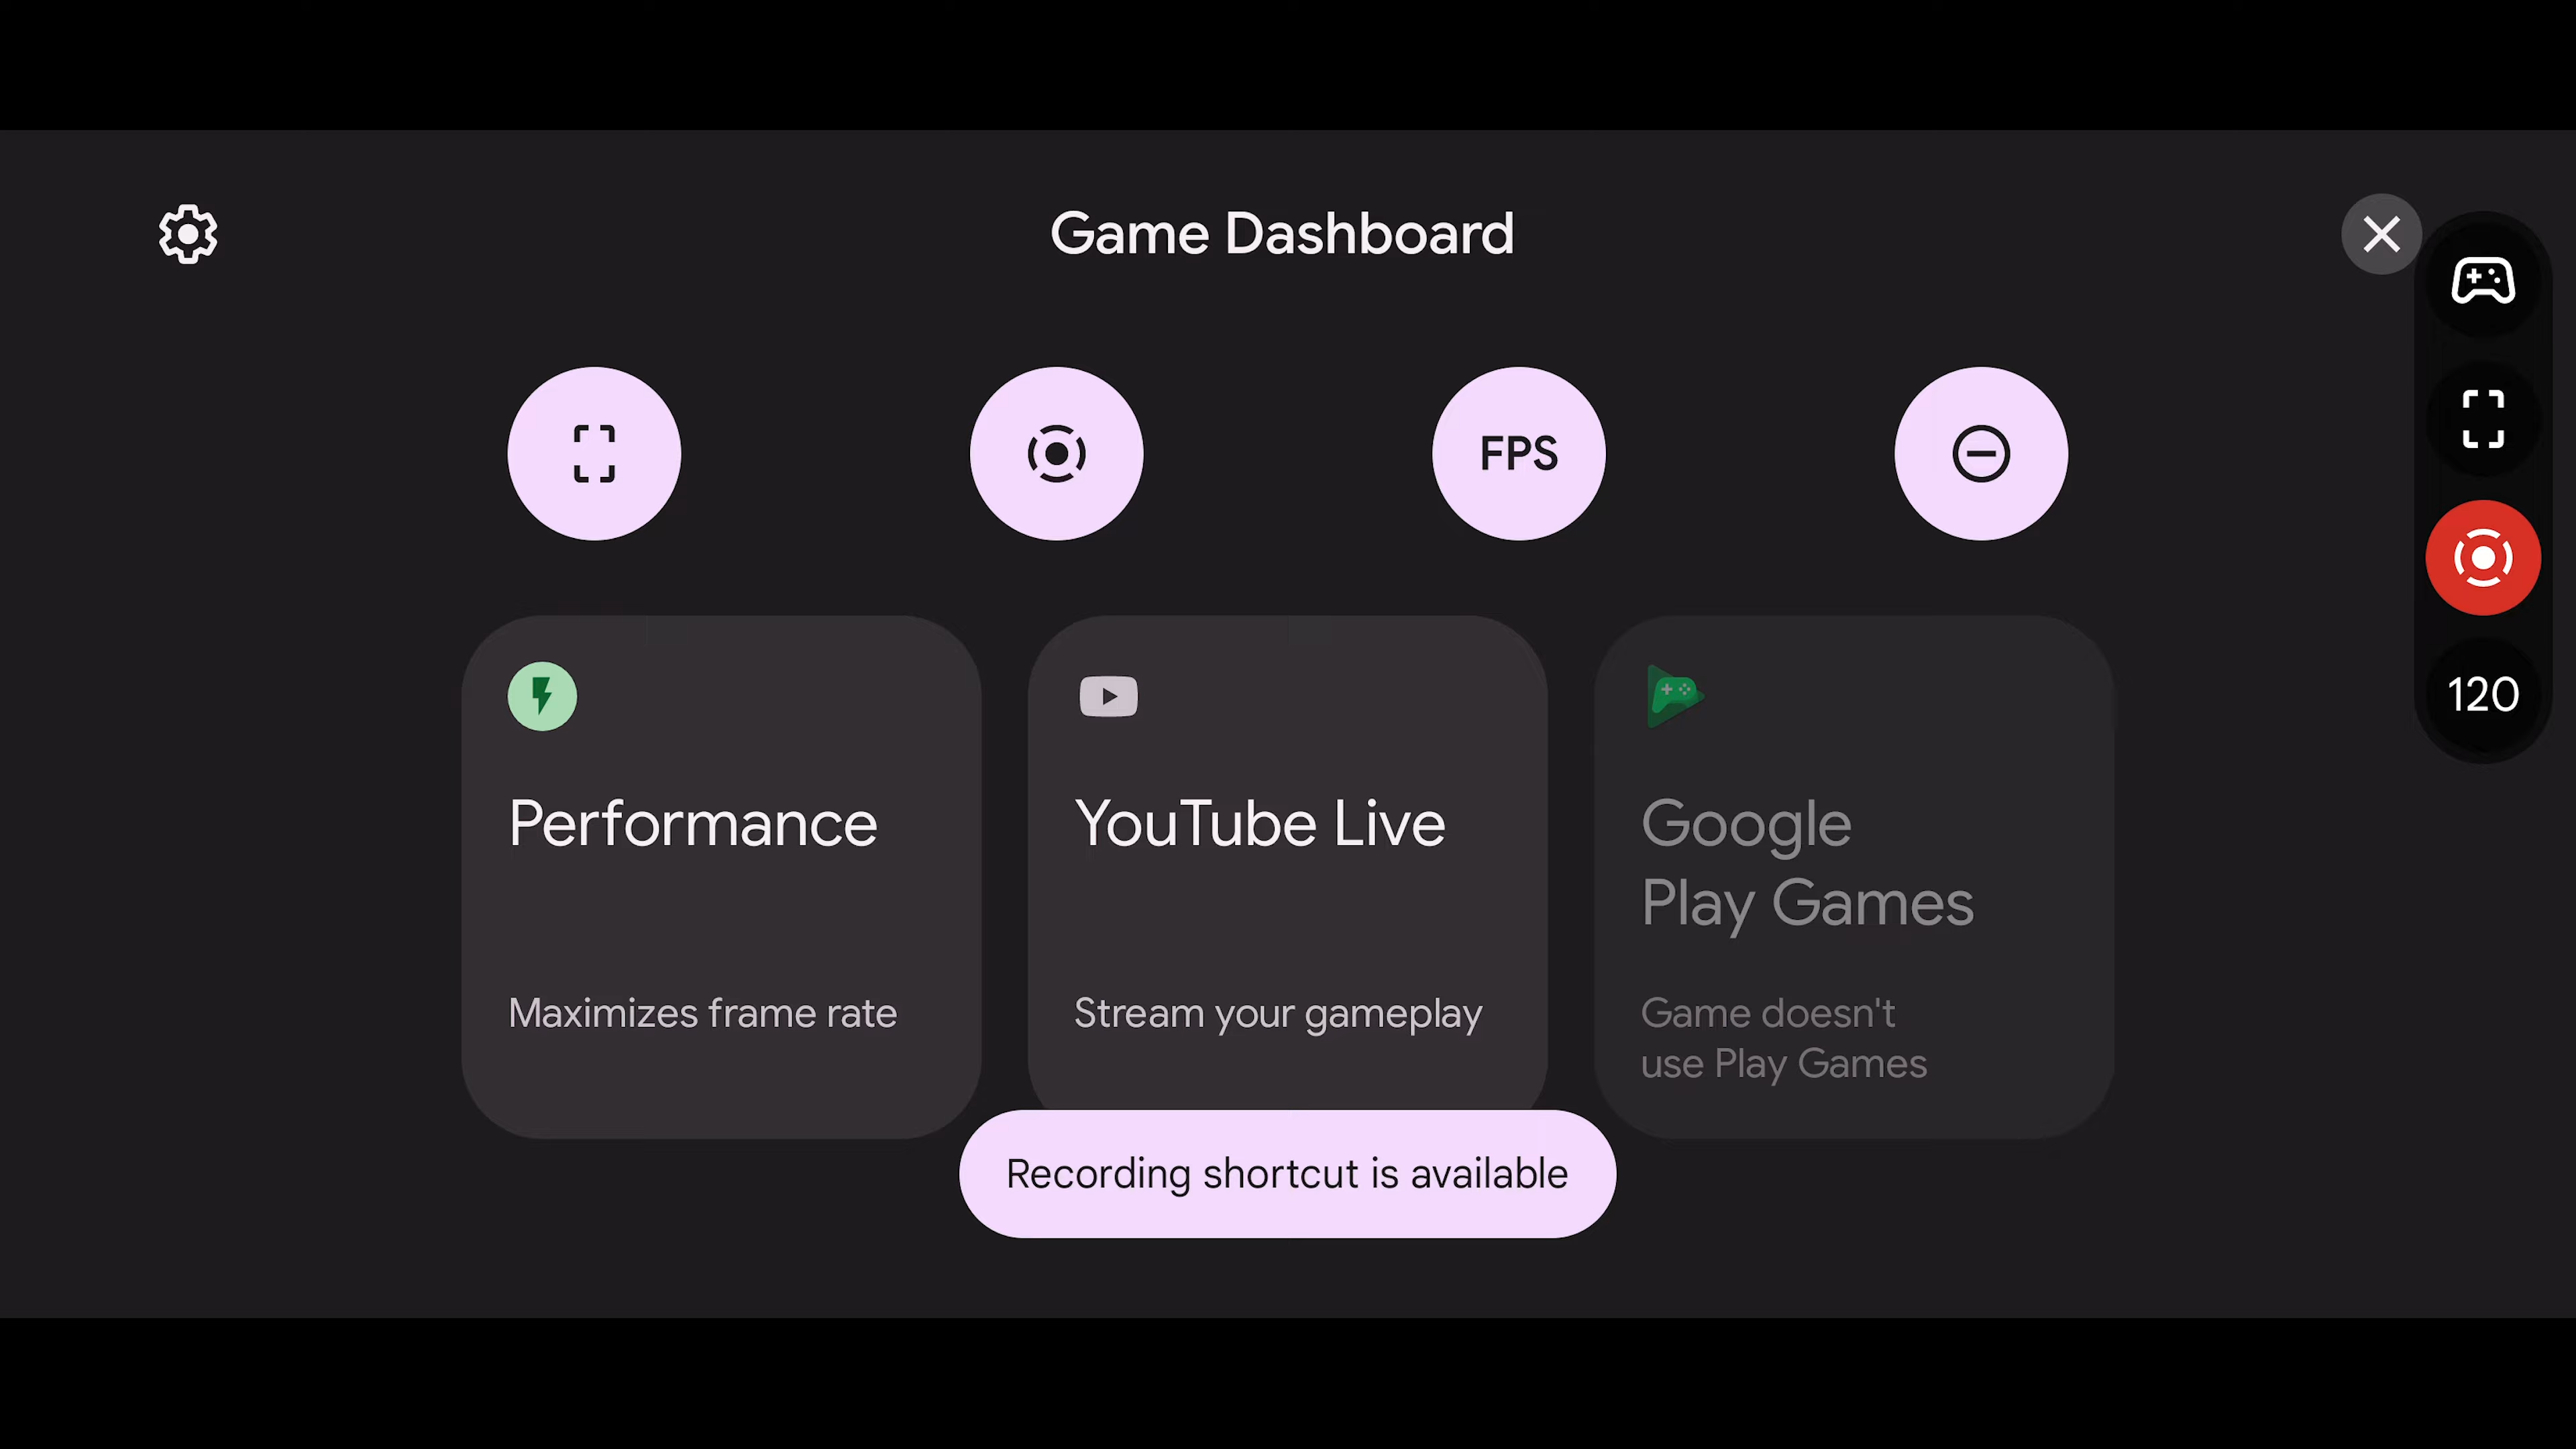 Game Dashboard
FPS
120
Performance
Maximizes frame rate
YouTube Live
Stream your gameplay
Google
Play Games
Game doesn't
use Play Games
Recording shortcut is available